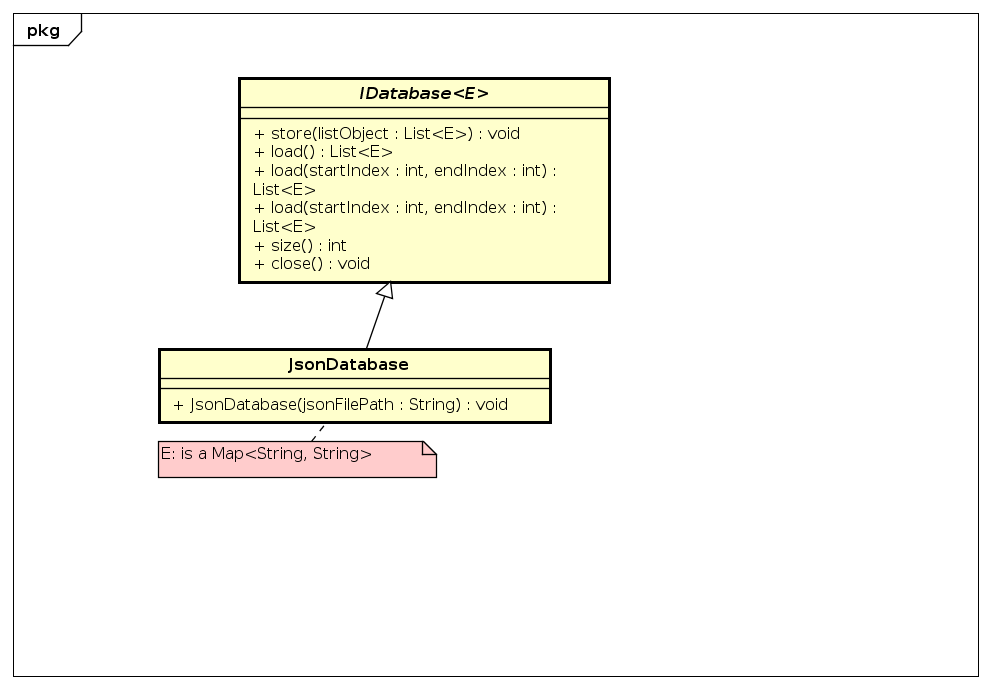 pkg
IDatabase<E>
+ store(listObject : List<E>) : void
+ load() : List<E>
+ load(startIndex : int, endIndex : int) :
List<E>
+ load(startIndex : int, endIndex : int) :
List<E>
+ size() : int
+ close() : void
JsonDatabase
+ JsonDatabase(jsonFilePath : String) : void
E: is a Map<String, String>